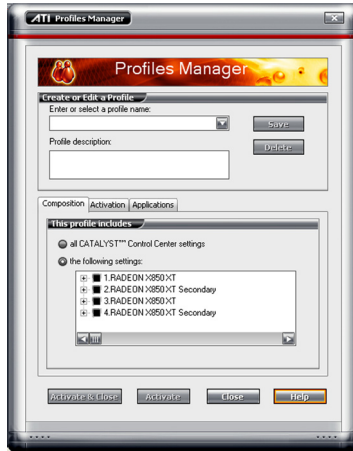 ATI Profiles Manager
Profiles Manager
Create or Edit a Profile
Enter or select a profile name:
Save
Profile description:
Delete
Composition Activation Applications
This profile includes
all CATALYST™ Control Center settings
the following settings:
1.RADEON X850 XT
2.RADEON X850 XT Secondary
3.RADEON X850 XT
4.RADEON X850 XT Secondary
Activate & Close Activate Close Help